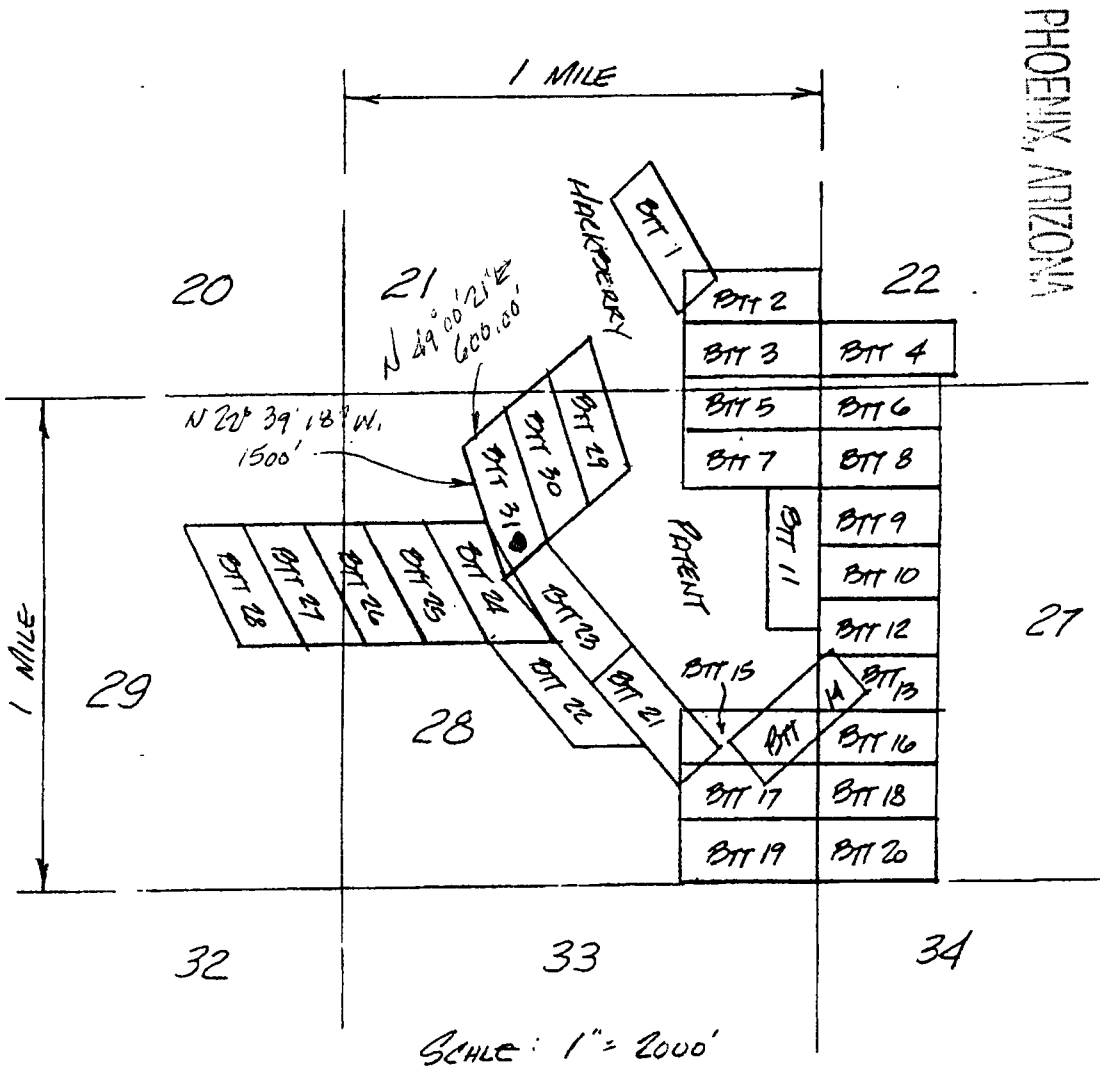 PHOENIX, ARIZONA
1 MILE
20
21
22
HACKBERRY
N 49° 00' 21" E
600.00'
N 22° 39' 18" W.
1500'
BTT 1
BTT 2
BTT 3
BTT 4
BTT 5
BTT 6
BTT 7
BTT 8
BTT 9
BTT 10
BTT 11
BTT 12
BTT 13
BTT 14
BTT 15
BTT 16
BTT 17
BTT 18
BTT 19
BTT 20
BTT 21
BTT 22
BTT 23
BTT 24
BTT 25
BTT 26
BTT 27
BTT 28
BTT 29
BTT 30
BTT 31
PATENT
1 MILE
29
28
27
32
33
34
SCALE: 1" = 2000'